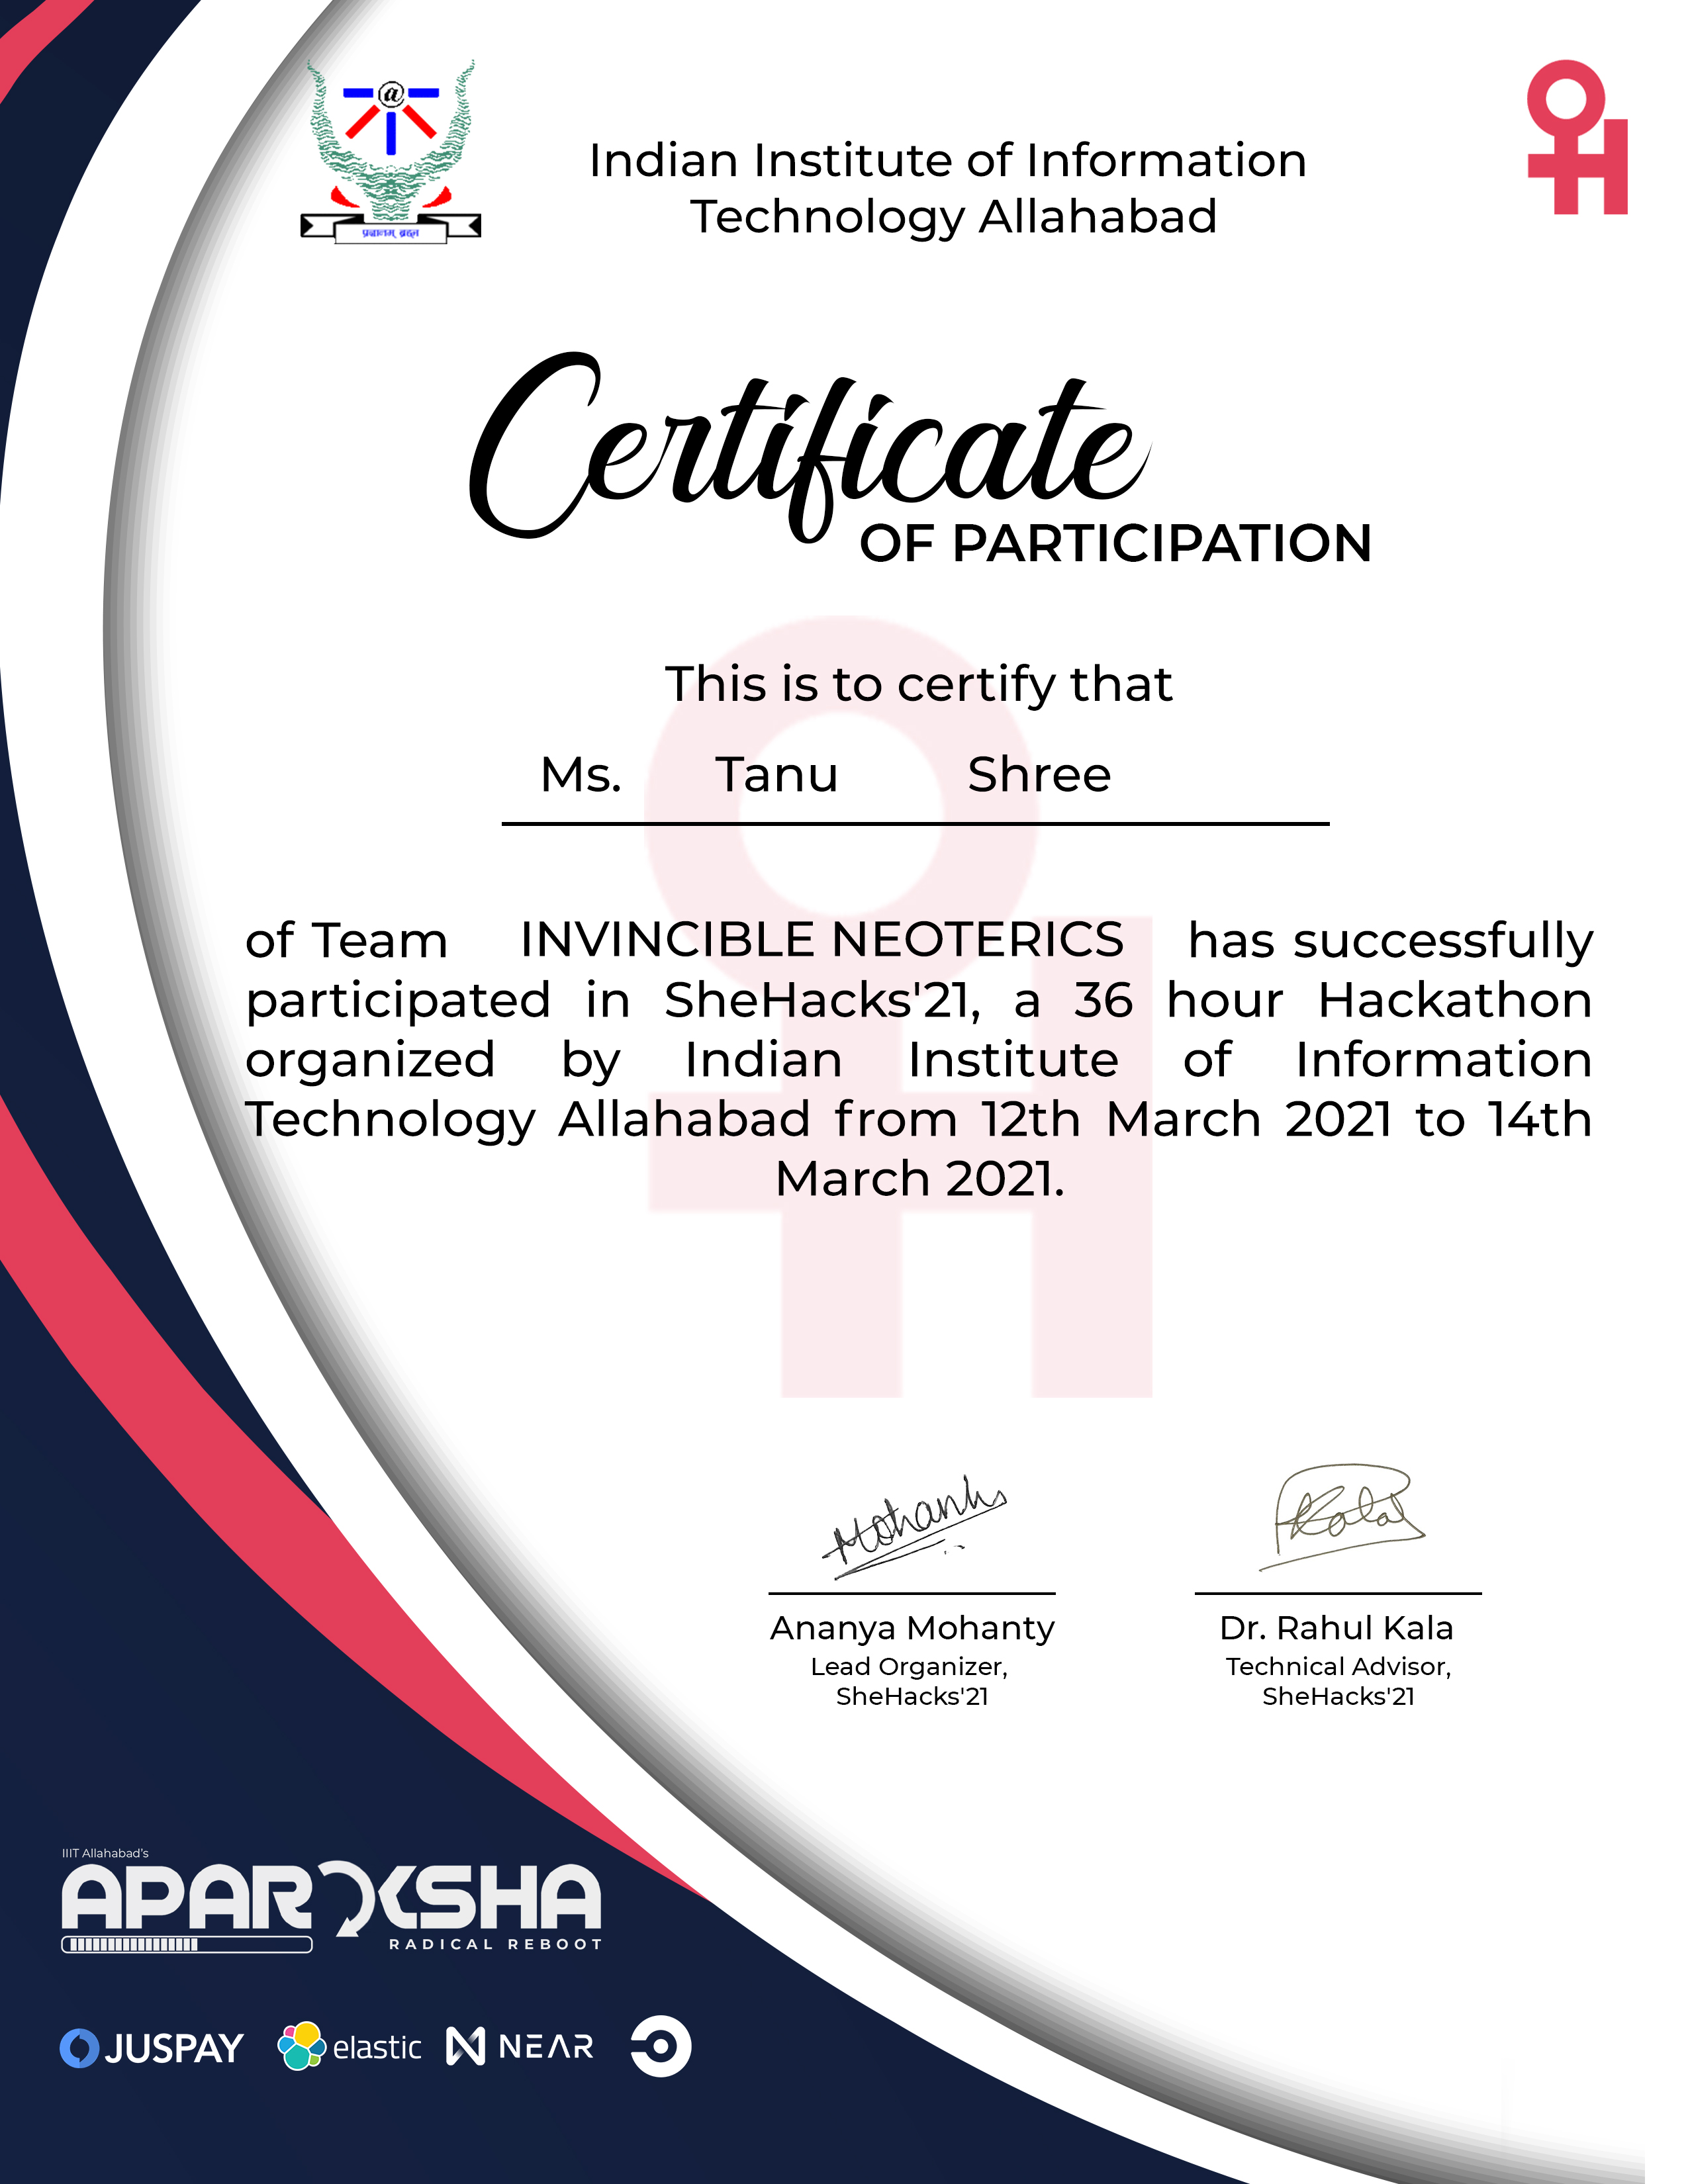 @
प्रज्ञानम् ब्रह्म
Indian Institute of Information
Technology Allahabad
Certificate
OF PARTICIPATION
This is to certify that
Ms. Tanu Shree
of Team INVINCIBLE NEOTERICS has successfully
participated in SheHacks'21, a 36 hour Hackathon
organized by Indian Institute of Information
Technology Allahabad from 12th March 2021 to 14th
March 2021.
Mohanty
Kala
Ananya Mohanty
Lead Organizer,
SheHacks'21
Dr. Rahul Kala
Technical Advisor,
SheHacks'21
IIIT Allahabad's
APAROKSHA
RADICAL REBOOT
JUSPAY
elastic
NEAR